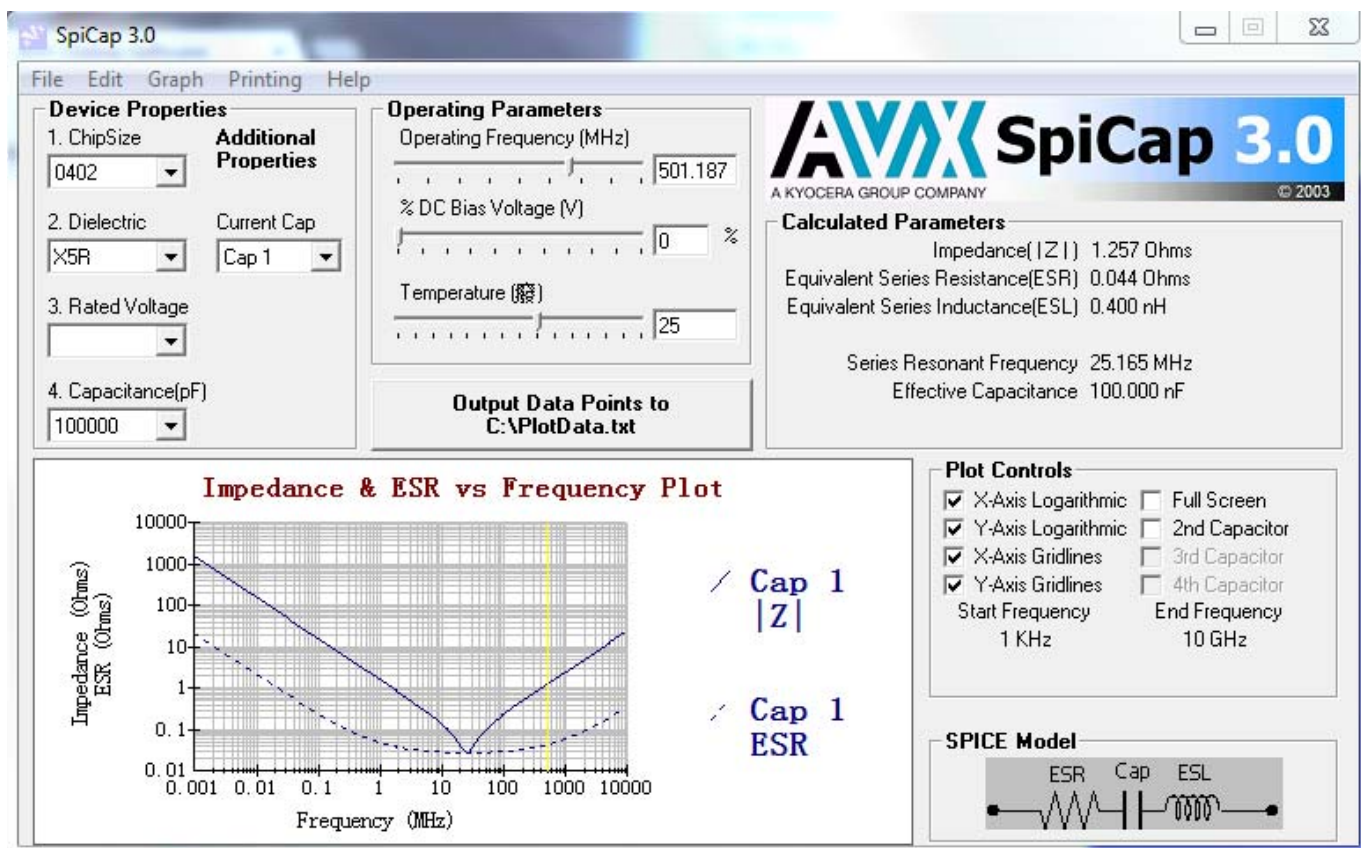 SpiCap 3.0
File Edit Graph Printing Help
Device Properties
1. ChipSize
Additional
Properties
0402
2. Dielectric
Current Cap
X5R
Cap 1
3. Rated Voltage
4. Capacitance(pF)
100000
Operating Parameters
Operating Frequency (MHz)
501.187
% DC Bias Voltage (V)
0 %
Temperature (癈)
25
Output Data Points to
C:\PlotData.txt
AVX SpiCap 3.0
A KYOCERA GROUP COMPANY
© 2003
Calculated Parameters
Impedance(|Z|) 1.257 Ohms
Equivalent Series Resistance(ESR) 0.044 Ohms
Equivalent Series Inductance(ESL) 0.400 nH
Series Resonant Frequency 25.165 MHz
Effective Capacitance 100.000 nF
Impedance & ESR vs Frequency Plot
Impedance (Ohms)
ESR (Ohms)
10000
1000
100
10
1
0.1
0.01
0.001 0.01 0.1 1 10 100 1000 10000
Frequency (MHz)
Cap 1
|Z|
Cap 1
ESR
Plot Controls
X-Axis Logarithmic
Full Screen
Y-Axis Logarithmic
2nd Capacitor
X-Axis Gridlines
3rd Capacitor
Y-Axis Gridlines
4th Capacitor
Start Frequency
End Frequency
1 KHz
10 GHz
SPICE Model
ESR Cap ESL